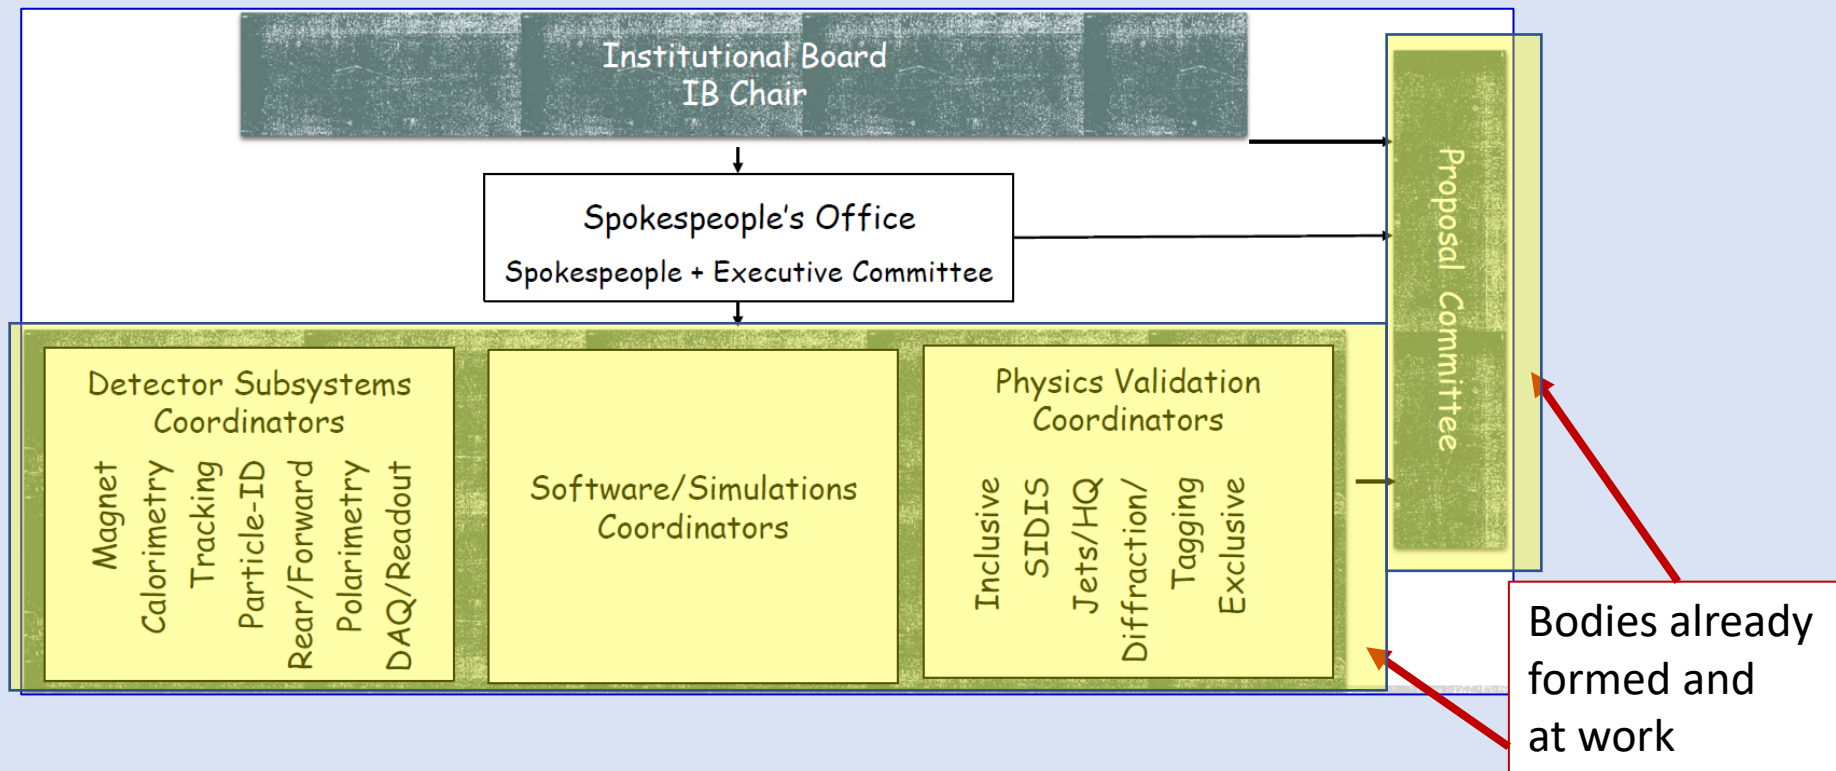 Institutional Board
IB Chair
Spokespeople's Office
Spokespeople + Executive Committee
Proposal Committee
Detector Subsystems
Coordinators
Magnet
Calorimetry
Tracking
Particle-ID
Rear/Forward
Polarimetry
DAQ/Readout
Software/Simulations
Coordinators
Physics Validation
Coordinators
Inclusive
SIDIS
Jets/HQ
Diffraction/
Tagging
Exclusive
Bodies already
formed and
at work